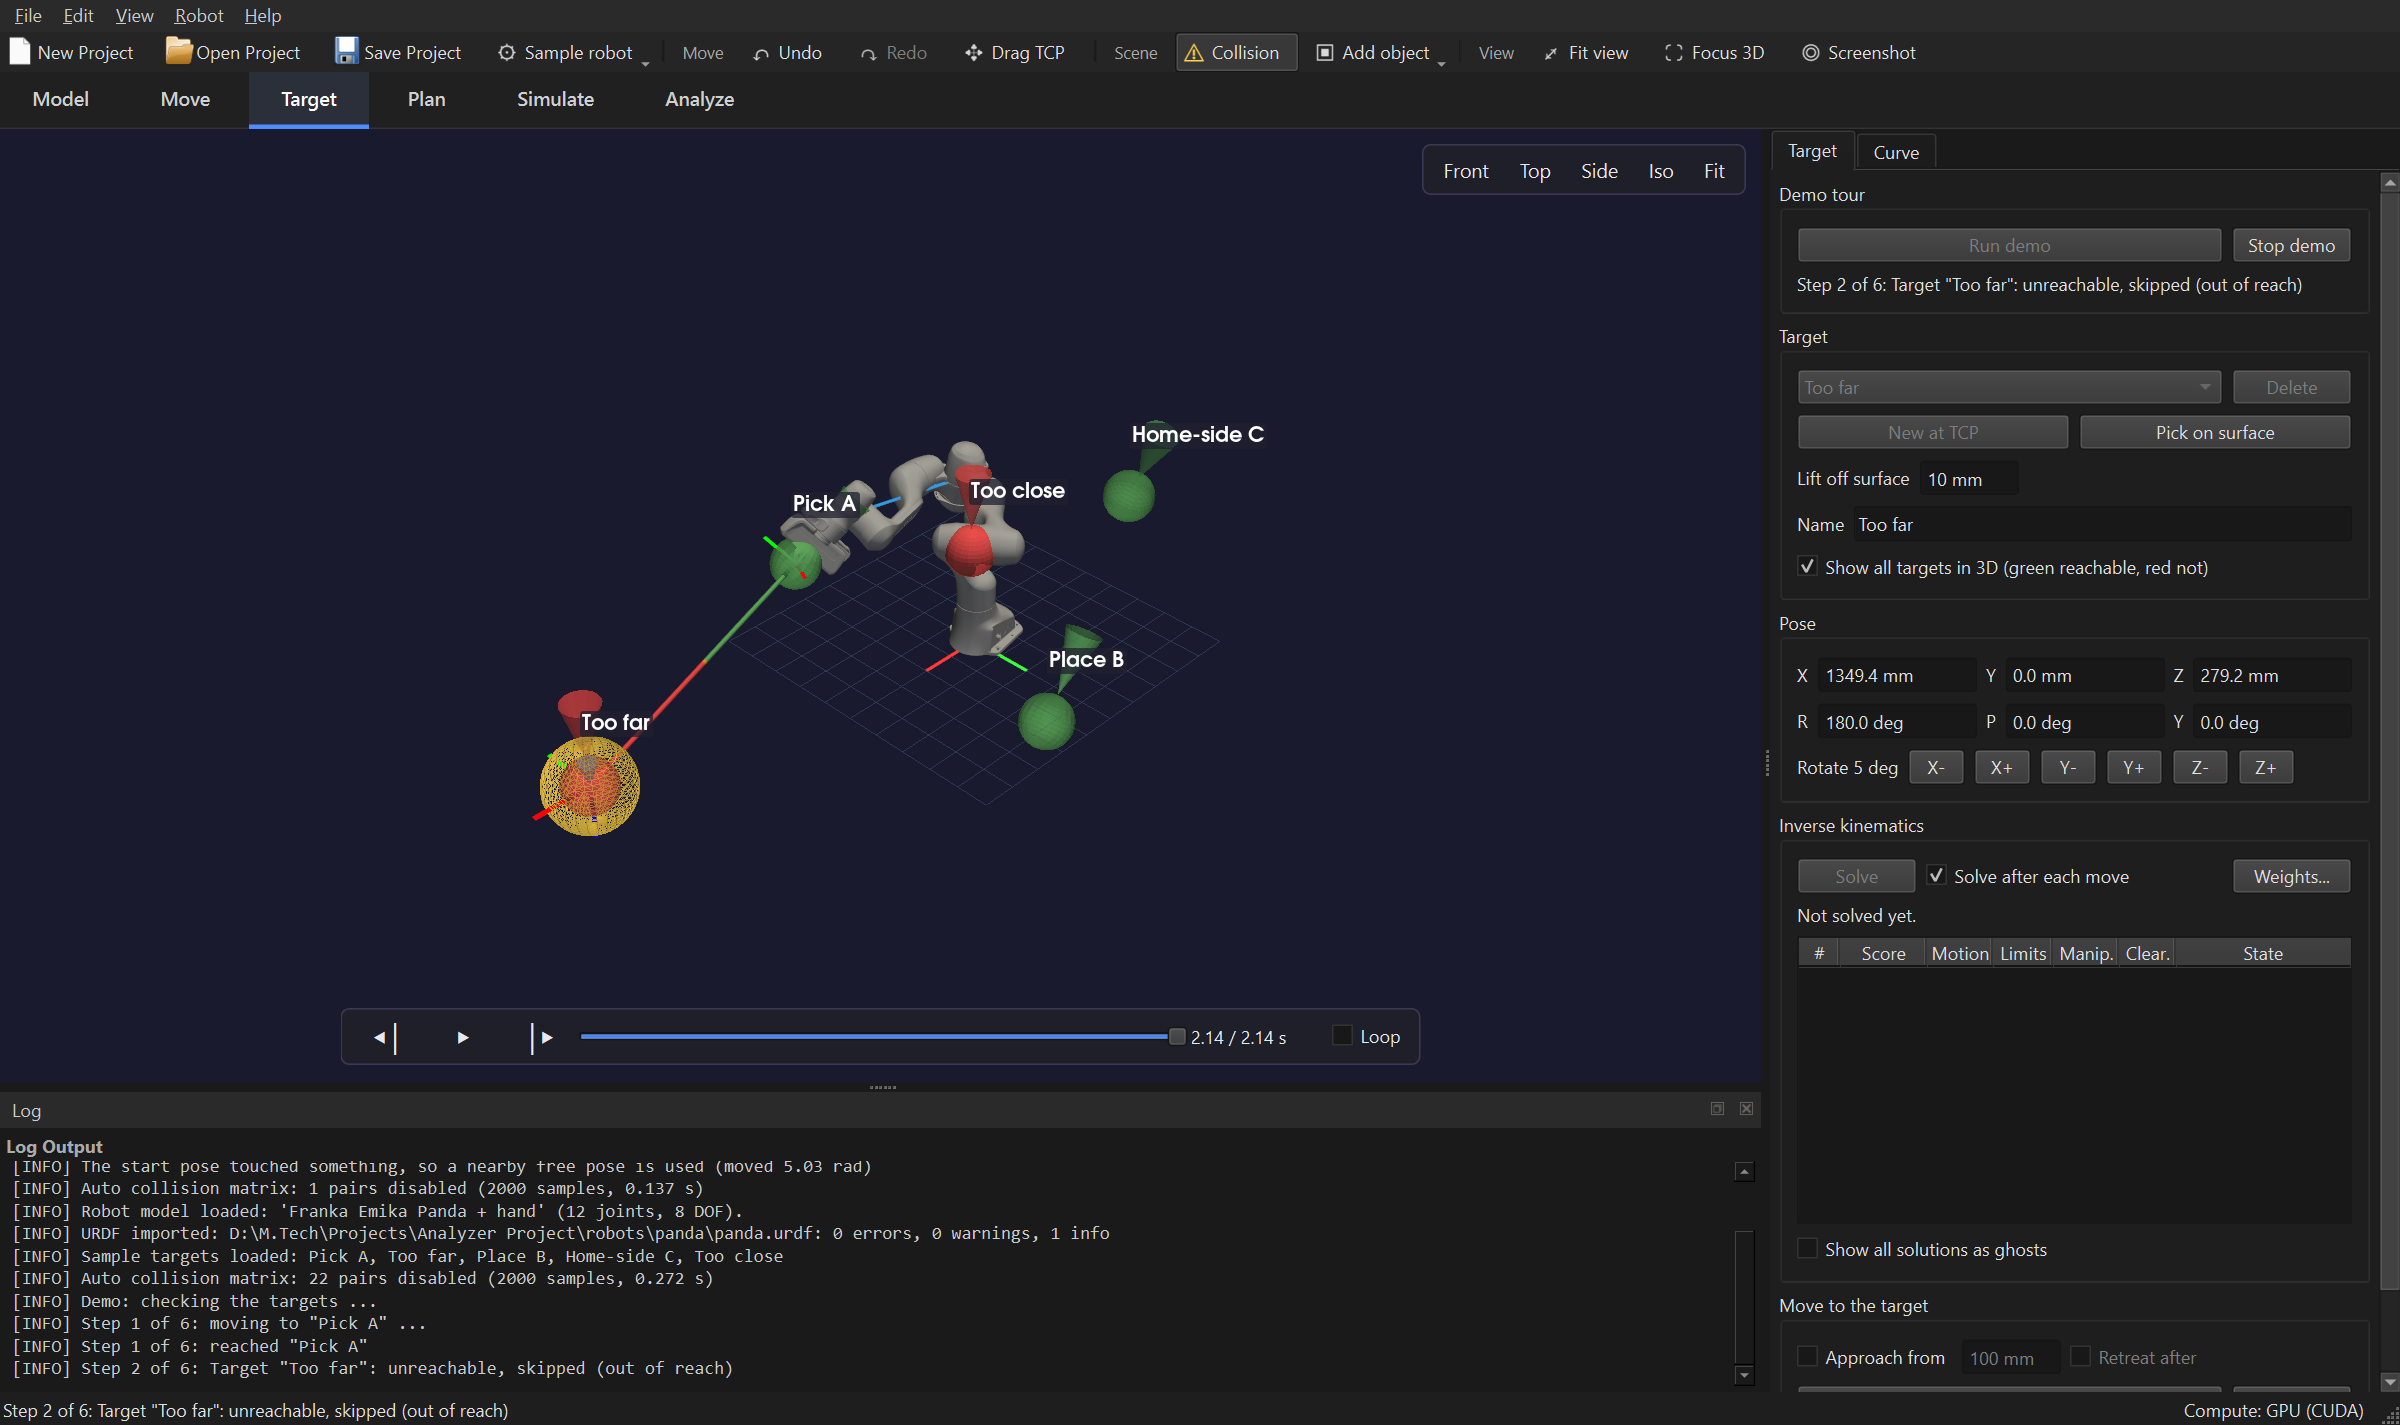 File Edit View Robot Help
New Project Open Project Save Project Sample robot Move Undo Redo Drag TCP Scene Collision Add object View Fit view Focus 3D Screenshot
Model Move Target Plan Simulate Analyze
Front Top Side Iso Fit
Home-side C
Too close
Pick A
Place B
Too far
2.14 / 2.14 s Loop
Log
Log Output
[INFO] The start pose touched something, so a nearby free pose is used (moved 5.03 rad)
[INFO] Auto collision matrix: 1 pairs disabled (2000 samples, 0.137 s)
[INFO] Robot model loaded: 'Franka Emika Panda + hand' (12 joints, 8 DOF).
[INFO] URDF imported: D:\M.Tech\Projects\Analyzer Project\robots\panda\panda.urdf: 0 errors, 0 warnings, 1 info
[INFO] Sample targets loaded: Pick A, Too far, Place B, Home-side C, Too close
[INFO] Auto collision matrix: 22 pairs disabled (2000 samples, 0.272 s)
[INFO] Demo: checking the targets ...
[INFO] Step 1 of 6: moving to "Pick A" ...
[INFO] Step 1 of 6: reached "Pick A"
[INFO] Step 2 of 6: Target "Too far": unreachable, skipped (out of reach)
Target Curve
Demo tour
Run demo Stop demo
Step 2 of 6: Target "Too far": unreachable, skipped (out of reach)
Target
Too far Delete
New at TCP Pick on surface
Lift off surface 10 mm
Name Too far
Show all targets in 3D (green reachable, red not)
Pose
X 1349.4 mm Y 0.0 mm Z 279.2 mm
R 180.0 deg P 0.0 deg Y 0.0 deg
Rotate 5 deg X- X+ Y- Y+ Z- Z+
Inverse kinematics
Solve Solve after each move Weights...
Not solved yet.
# Score Motion Limits Manip. Clear. State
Show all solutions as ghosts
Move to the target
Approach from 100 mm Retreat after
Step 2 of 6: Target "Too far": unreachable, skipped (out of reach) Compute: GPU (CUDA)